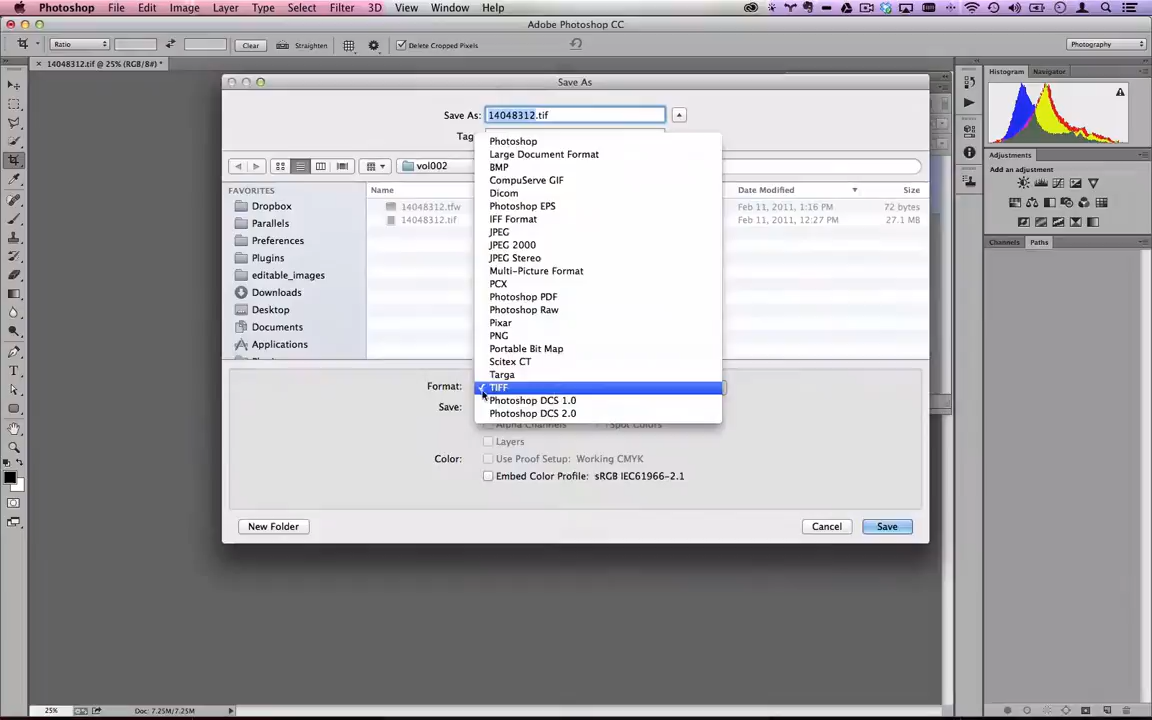 Photoshop File Edit Image Layer Type Select Filter 3D View Window Help
Adobe Photoshop CC
Ratio Clear Straighten Delete Cropped Pixels Photography
14048312.tif @ 25% (RGB/8#) *
Save As
Save As: 14048312.tif
Tag
vol002
FAVORITES
Dropbox
Parallels
Preferences
Plugins
editable_images
Downloads
Desktop
Documents
Applications
Name Date Modified Size
14048312.tfw Feb 11, 2011, 1:16 PM 72 bytes
14048312.tif Feb 11, 2011, 12:27 PM 27.1 MB
Photoshop
Large Document Format
BMP
CompuServe GIF
Dicom
Photoshop EPS
IFF Format
JPEG
JPEG 2000
JPEG Stereo
Multi-Picture Format
PCX
Photoshop PDF
Photoshop Raw
Pixar
PNG
Portable Bit Map
Scitex CT
Targa
Format: TIFF
Photoshop DCS 1.0
Save:
Photoshop DCS 2.0
Alpha Channels Spot Colors
Layers
Color: Use Proof Setup: Working CMYK
Embed Color Profile: sRGB IEC61966-2.1
New Folder Cancel Save
Histogram Navigator
Adjustments
Add an adjustment
Channels Paths
25% Doc: 7.25M/7.25M